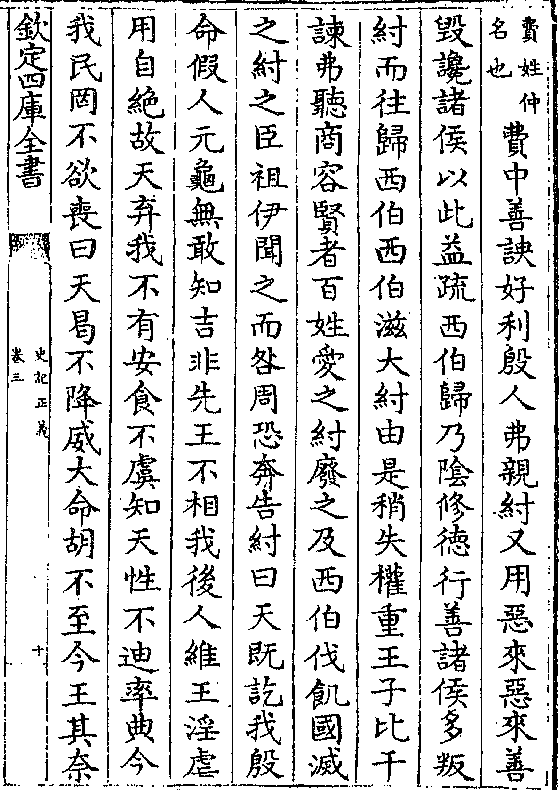 費姓仲
名也
費中善諛好利殷人弗親紂又用惡來惡來善
毀讒諸侯以此益疏西伯歸乃陰修德行善諸侯多叛
紂而往歸西伯西伯滋大紂由是稍失權重王子比干
諫弗聽商容賢者百姓愛之紂廢之及西伯伐飢國滅
之紂之臣祖伊聞之而咎周恐奔告紂曰天既訖我殷
命假人元龜無敢知吉非先王不相我後人維王淫虐
用自絕故天弃我不有安食不虞知天性不迪率典今
我民罔不欲喪曰天曷不降威大命胡不至今王其奈
欽定四庫全書
史記正義
卷三
十